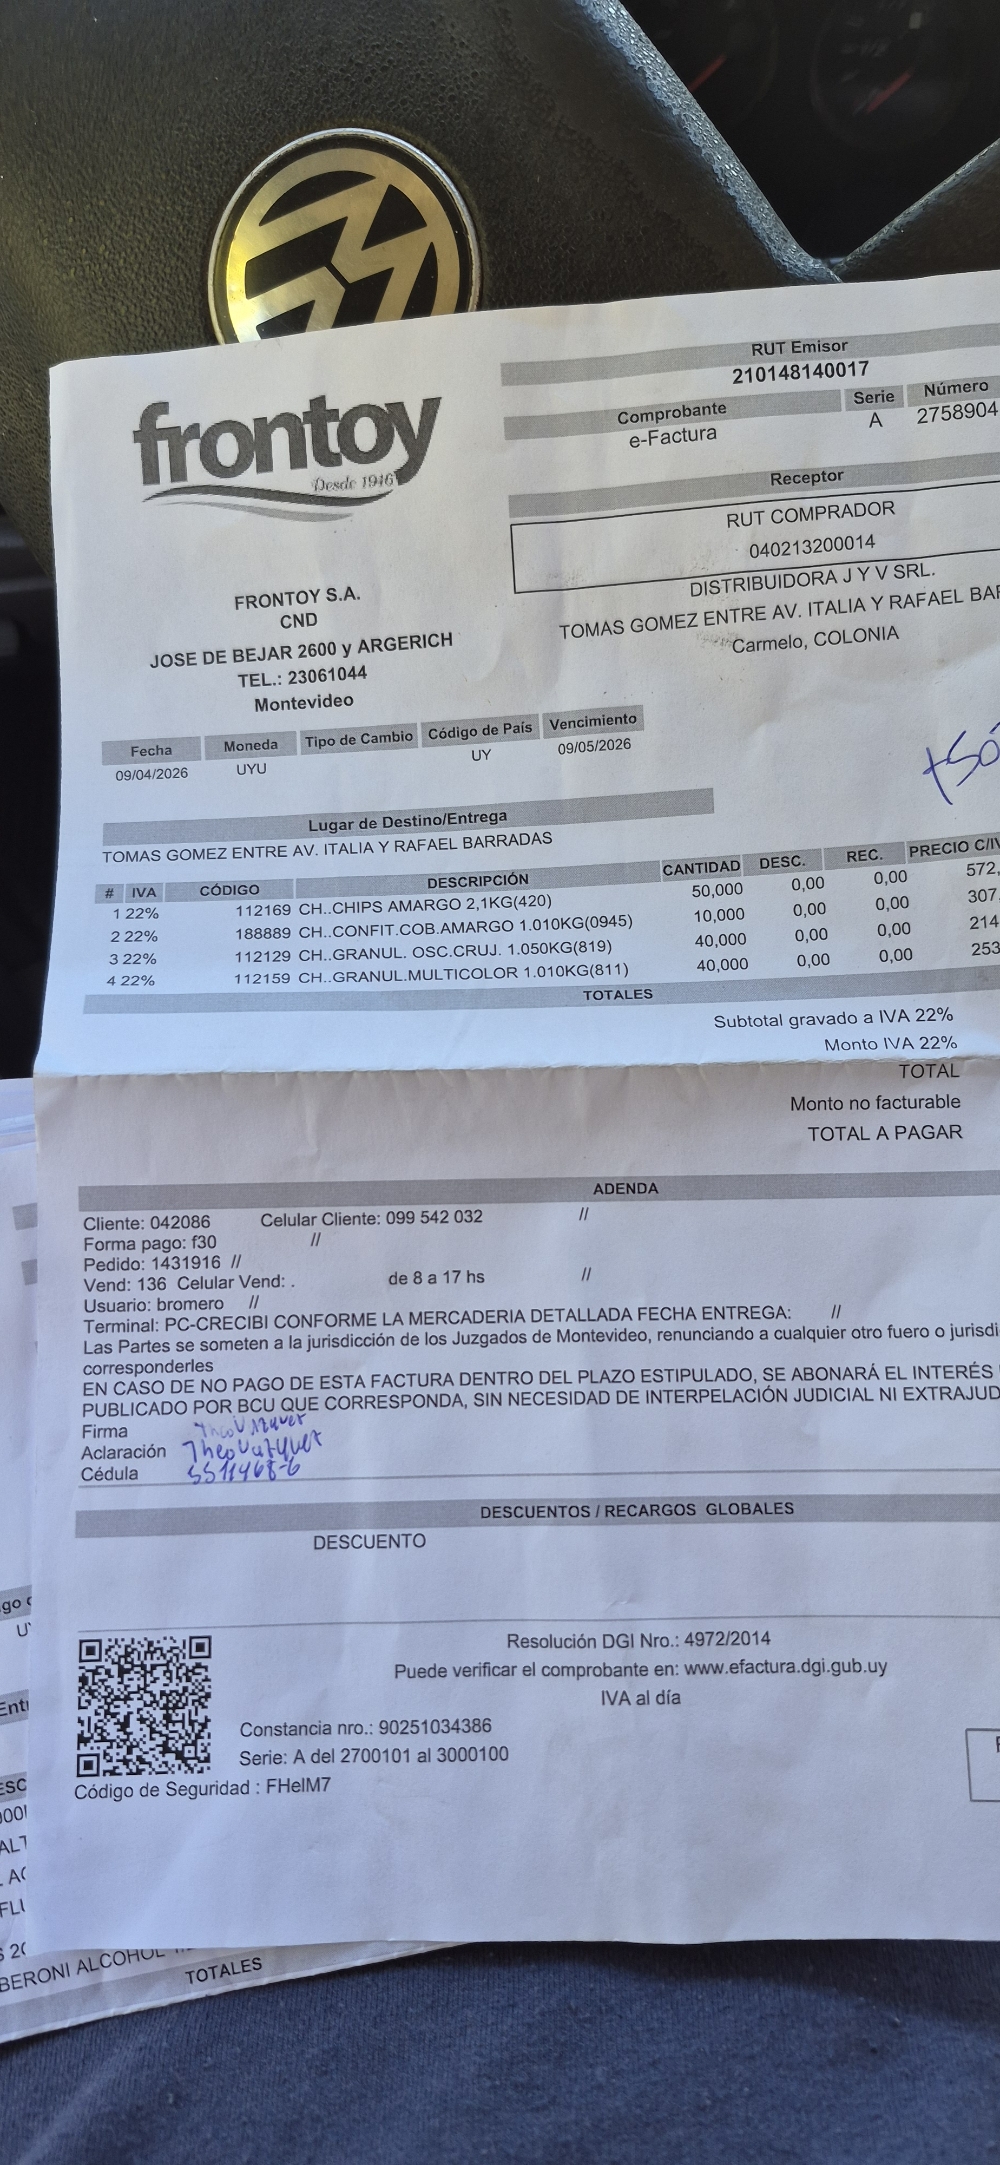 RUT Emisor
210148140017
Comprobante Serie Número
e-Factura A 2758904
frontoy
Desde 1916
Receptor
RUT COMPRADOR
040213200014
DISTRIBUIDORA J Y V SRL.
TOMAS GOMEZ ENTRE AV. ITALIA Y RAFAEL BAR
Carmelo, COLONIA
FRONTOY S.A.
CND
JOSE DE BEJAR 2600 y ARGERICH
TEL.: 23061044
Montevideo
Fecha Moneda Tipo de Cambio Código de País Vencimiento
09/04/2026 UYU UY 09/05/2026
Lugar de Destino/Entrega
TOMAS GOMEZ ENTRE AV. ITALIA Y RAFAEL BARRADAS
# IVA CÓDIGO DESCRIPCIÓN CANTIDAD DESC. REC. PRECIO C/IV
1 22% 112169 CH..CHIPS AMARGO 2,1KG(420) 50,000 0,00 0,00 572,
2 22% 188889 CH..CONFIT.COB.AMARGO 1.010KG(0945) 10,000 0,00 0,00 307,
3 22% 112129 CH..GRANUL. OSC.CRUJ. 1.050KG(819) 40,000 0,00 0,00 214
4 22% 112159 CH..GRANUL.MULTICOLOR 1.010KG(811) 40,000 0,00 0,00 253
TOTALES
Subtotal gravado a IVA 22%
Monto IVA 22%
TOTAL
Monto no facturable
TOTAL A PAGAR
ADENDA
Cliente: 042086 Celular Cliente: 099 542 032 //
Forma pago: f30 //
Pedido: 1431916 //
Vend: 136 Celular Vend: . de 8 a 17 hs //
Usuario: bromero //
Terminal: PC-CRECIBI CONFORME LA MERCADERIA DETALLADA FECHA ENTREGA: //
Las Partes se someten a la jurisdicción de los Juzgados de Montevideo, renunciando a cualquier otro fuero o jurisdi
corresponderles
EN CASO DE NO PAGO DE ESTA FACTURA DENTRO DEL PLAZO ESTIPULADO, SE ABONARÁ EL INTERÉS
PUBLICADO POR BCU QUE CORRESPONDA, SIN NECESIDAD DE INTERPELACIÓN JUDICIAL NI EXTRAJUD
Firma
Aclaración
Cédula
DESCUENTOS / RECARGOS GLOBALES
DESCUENTO
Resolución DGI Nro.: 4972/2014
Puede verificar el comprobante en: www.efactura.dgi.gub.uy
IVA al día
Constancia nro.: 90251034386
Serie: A del 2700101 al 3000100
Código de Seguridad : FHelM7
BERONI ALCOHOL
TOTALES